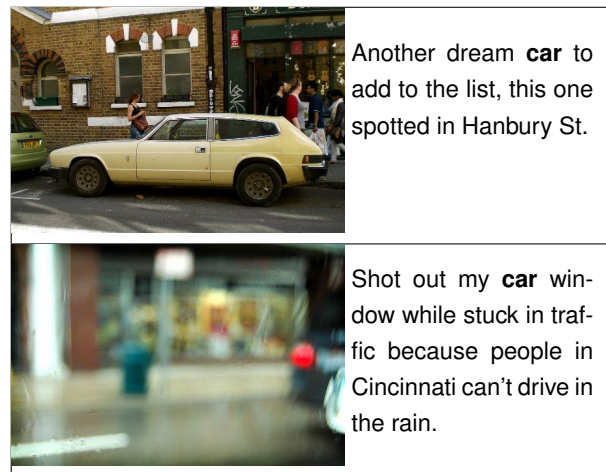 Another dream car to
add to the list, this one
spotted in Hanbury St.
Shot out my car win-
dow while stuck in traf-
fic because people in
Cincinnati can't drive in
the rain.